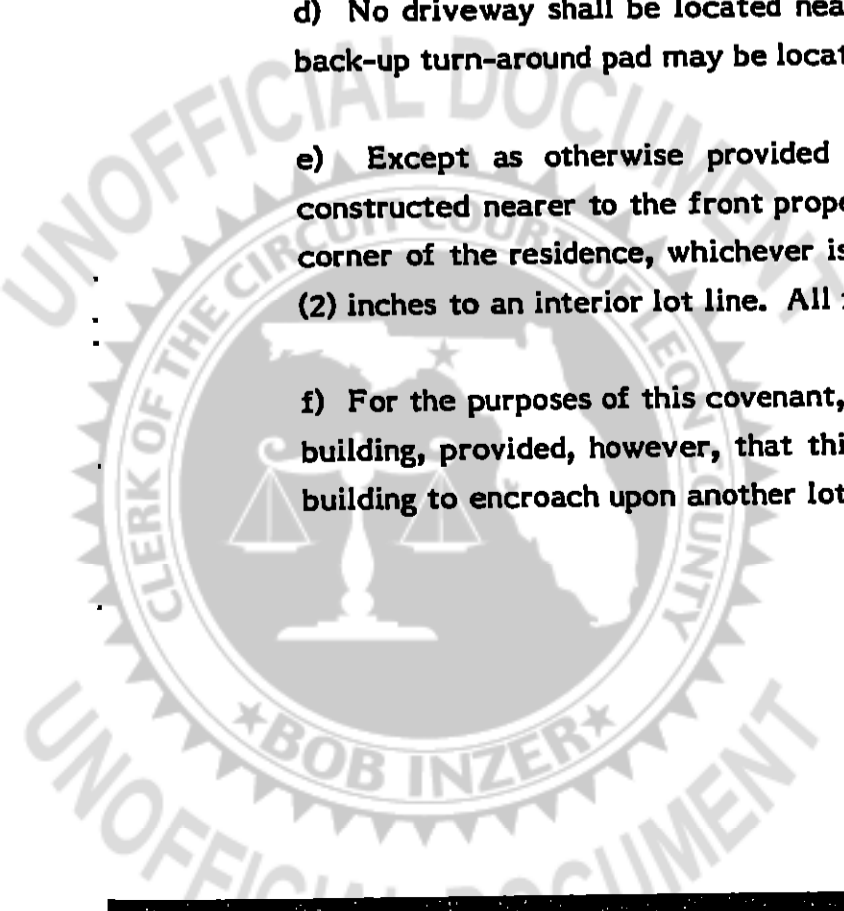 d) No driveway shall be located nea
back-up turn-around pad may be locat
e) Except as otherwise provided
constructed nearer to the front prope
corner of the residence, whichever is
(2) inches to an interior lot line. All
f) For the purposes of this covenant,
building, provided, however, that thi
building to encroach upon another lot
UNOFFICIAL DOCUMENT
CLERK OF THE CIRCUIT COURT OF LEON COUNTY
★BOB INZER★
UNOFFICIAL DOCUMENT